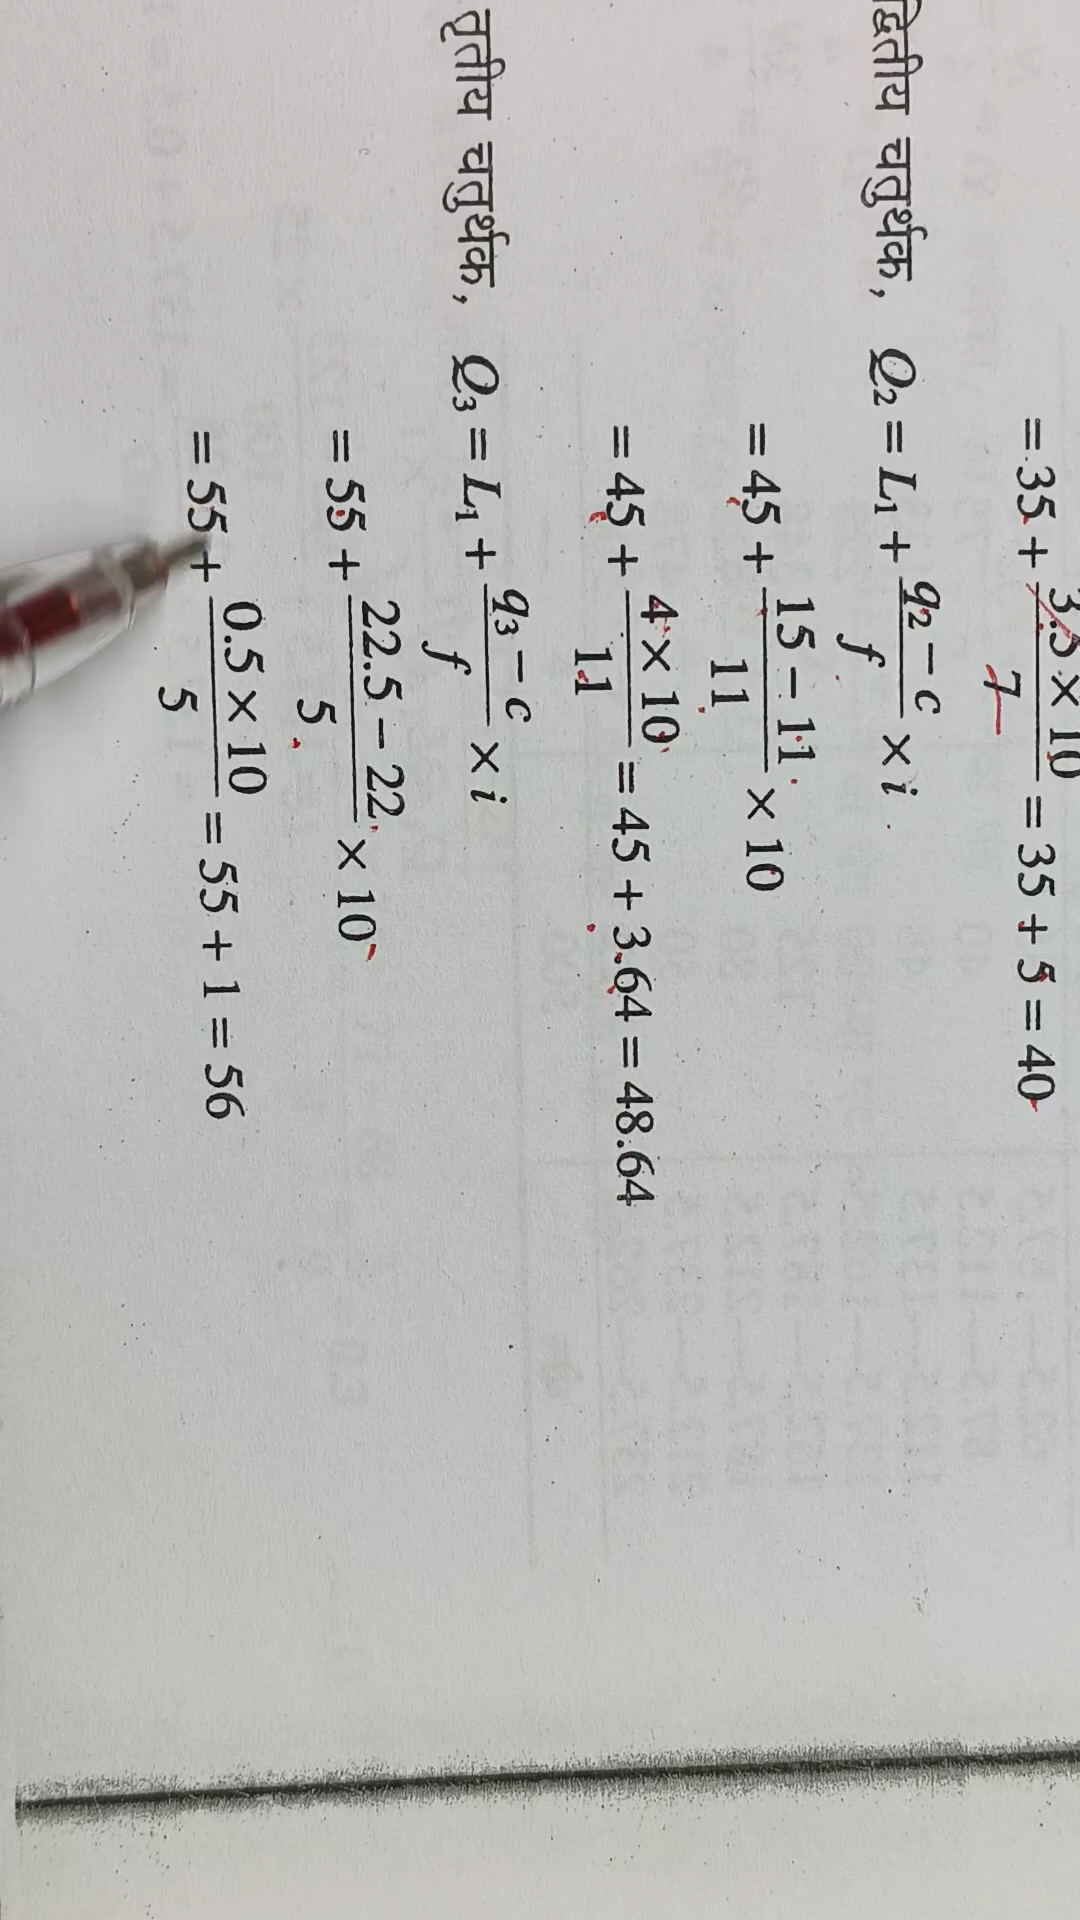 = 35 + 3.5 × 10 / 7 = 35 + 5 = 40
द्वितीय चतुर्थक, Q₂ = L₁ + q₂ − c / f × i
= 45 + 15 − 11 / 11 × 10
= 45 + 4 × 10 / 11 = 45 + 3.64 = 48.64
तृतीय चतुर्थक, Q₃ = L₁ + q₃ − c / f × i
= 55 + 22.5 − 22 / 5 × 10
= 55 + 0.5 × 10 / 5 = 55 + 1 = 56